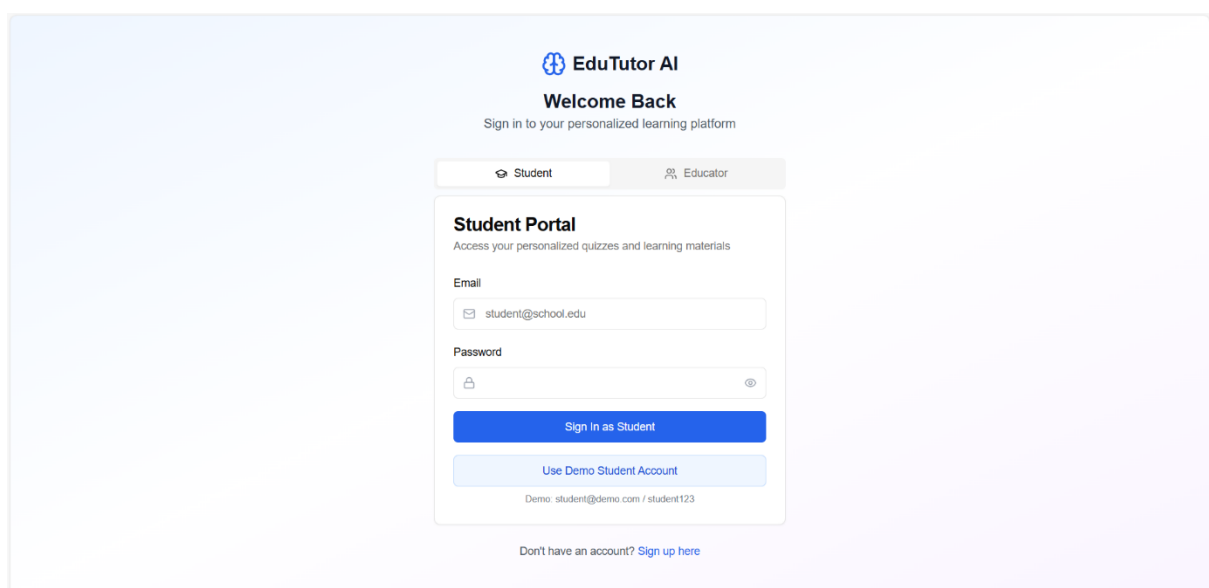 EduTutor AI
Welcome Back
Sign in to your personalized learning platform
Student
Educator
Student Portal
Access your personalized quizzes and learning materials
Email
student@school.edu
Password
Sign In as Student
Use Demo Student Account
Demo: student@demo.com / student123
Don't have an account? Sign up here